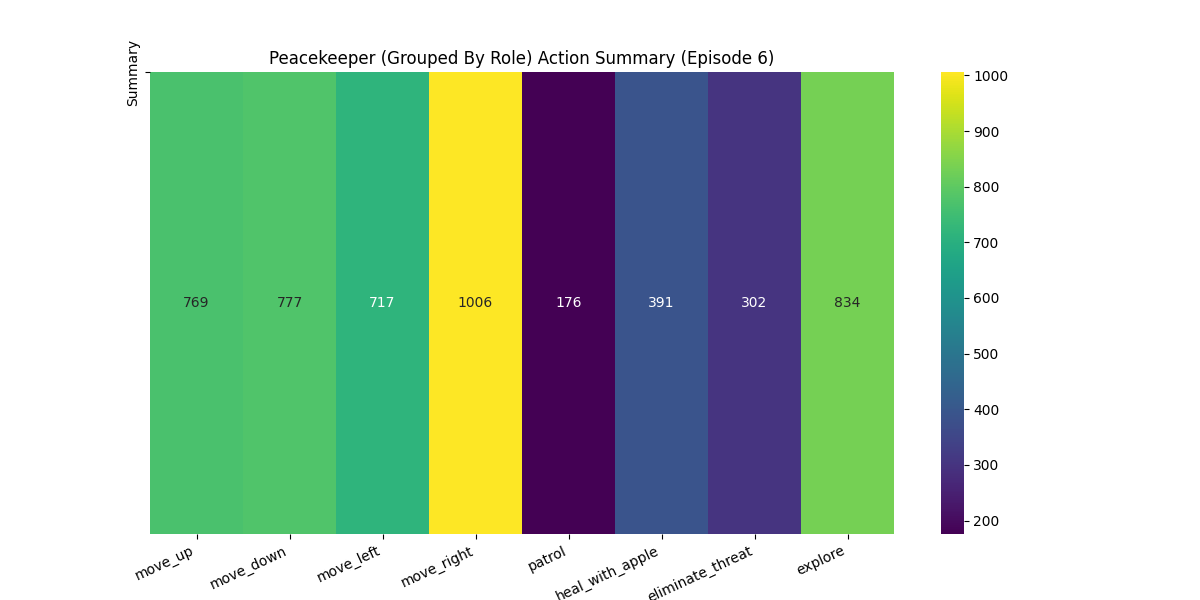 Peacekeeper (Grouped By Role) Action Summary (Episode 6)
Summary
769 777 717 1006 176 391 302 834
move_up move_down move_left move_right patrol heal_with_apple eliminate_threat explore
1000
900
800
700
600
500
400
300
200